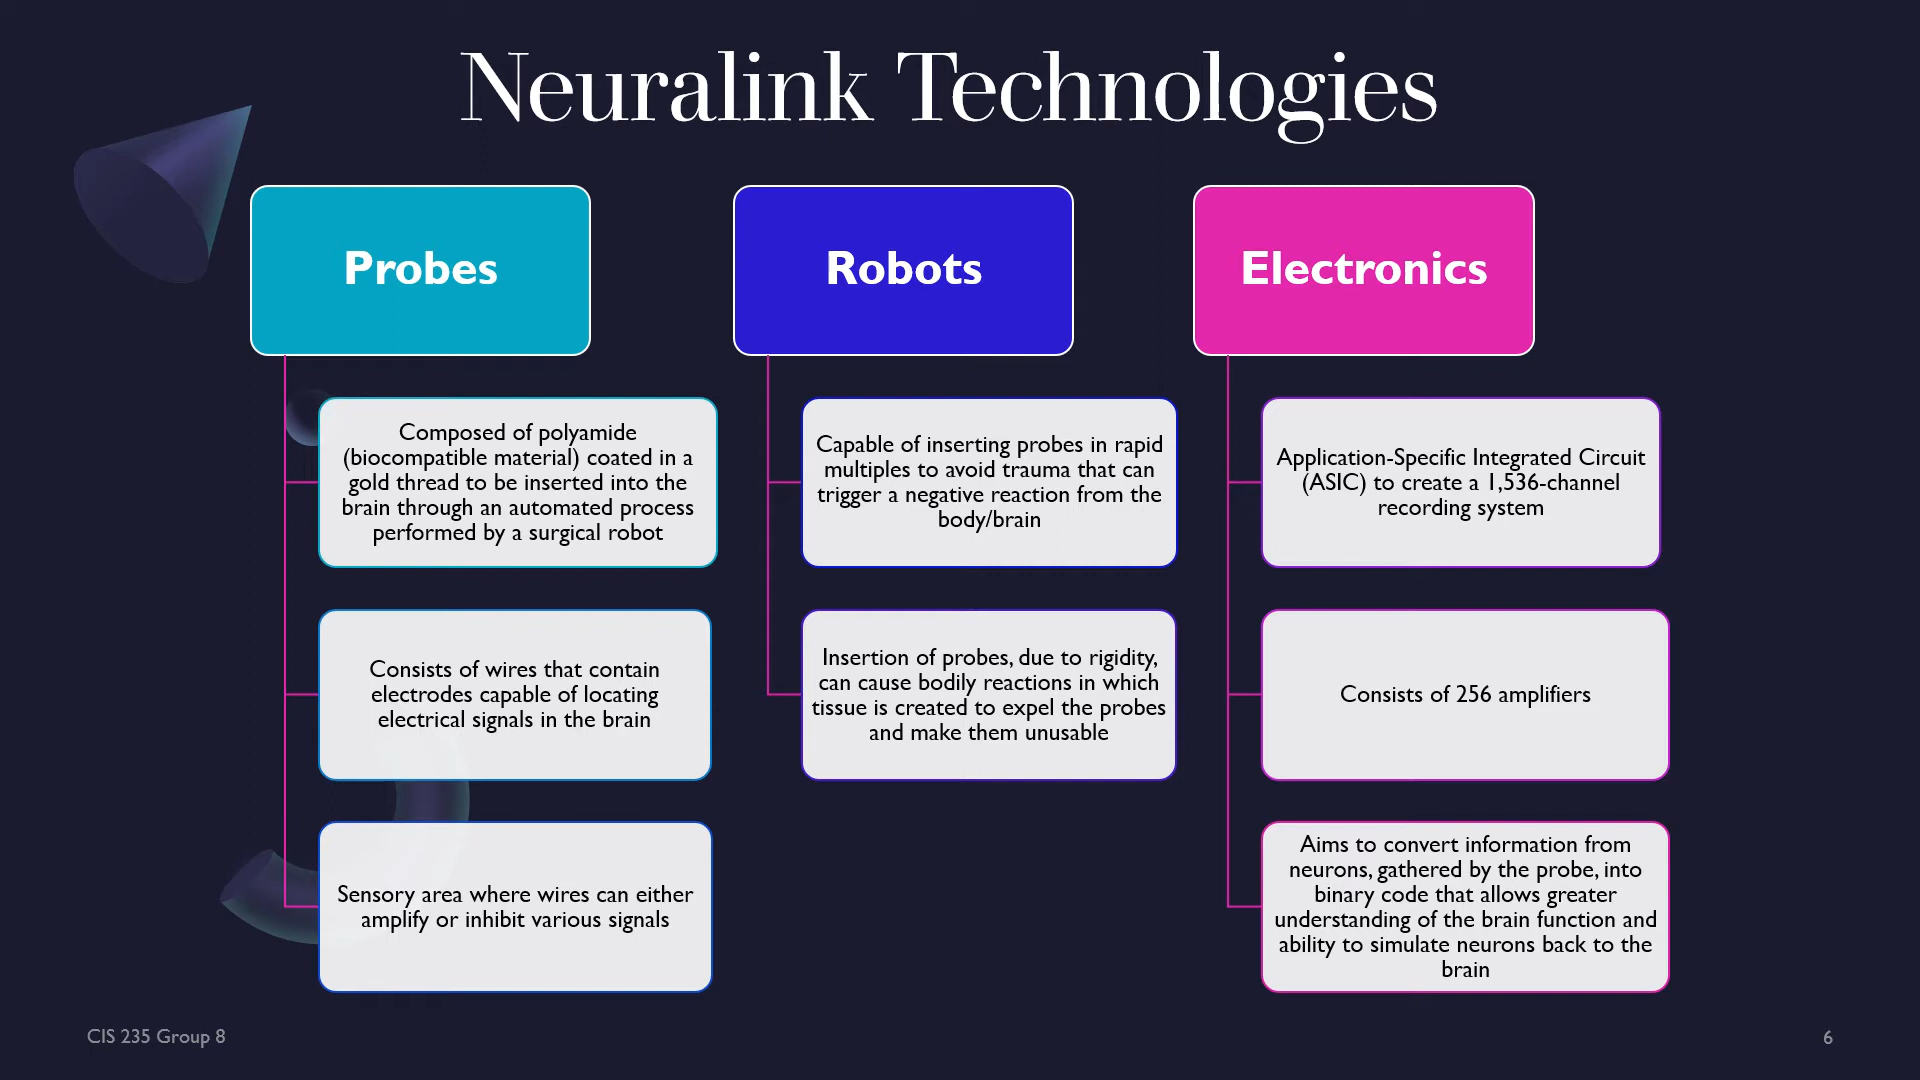 Neuralink Technologies
Probes
Composed of polyamide
(biocompatible material) coated in a
gold thread to be inserted into the
brain through an automated process
performed by a surgical robot
Consists of wires that contain
electrodes capable of locating
electrical signals in the brain
Sensory area where wires can either
amplify or inhibit various signals
Robots
Capable of inserting probes in rapid
multiples to avoid trauma that can
trigger a negative reaction from the
body/brain
Insertion of probes, due to rigidity,
can cause bodily reactions in which
tissue is created to expel the probes
and make them unusable
Electronics
Application-Specific Integrated Circuit
(ASIC) to create a 1,536-channel
recording system
Consists of 256 amplifiers
Aims to convert information from
neurons, gathered by the probe, into
binary code that allows greater
understanding of the brain function and
ability to simulate neurons back to the
brain
CIS 235 Group 8
6